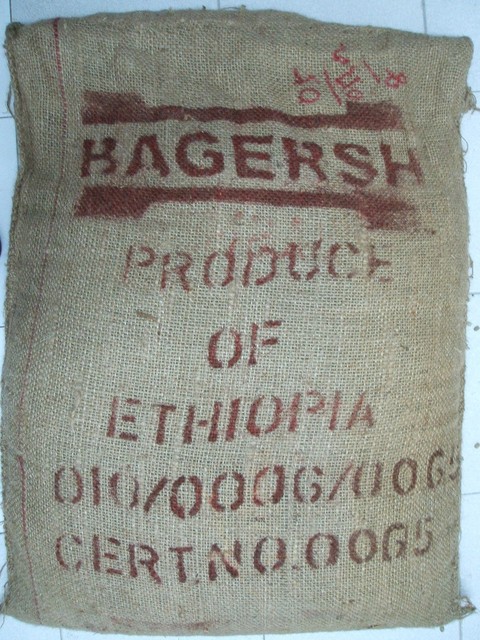 BAGERSH
PRODUCE
OF
ETHIOPIA
010/0006/0065
CERT.NO.0065